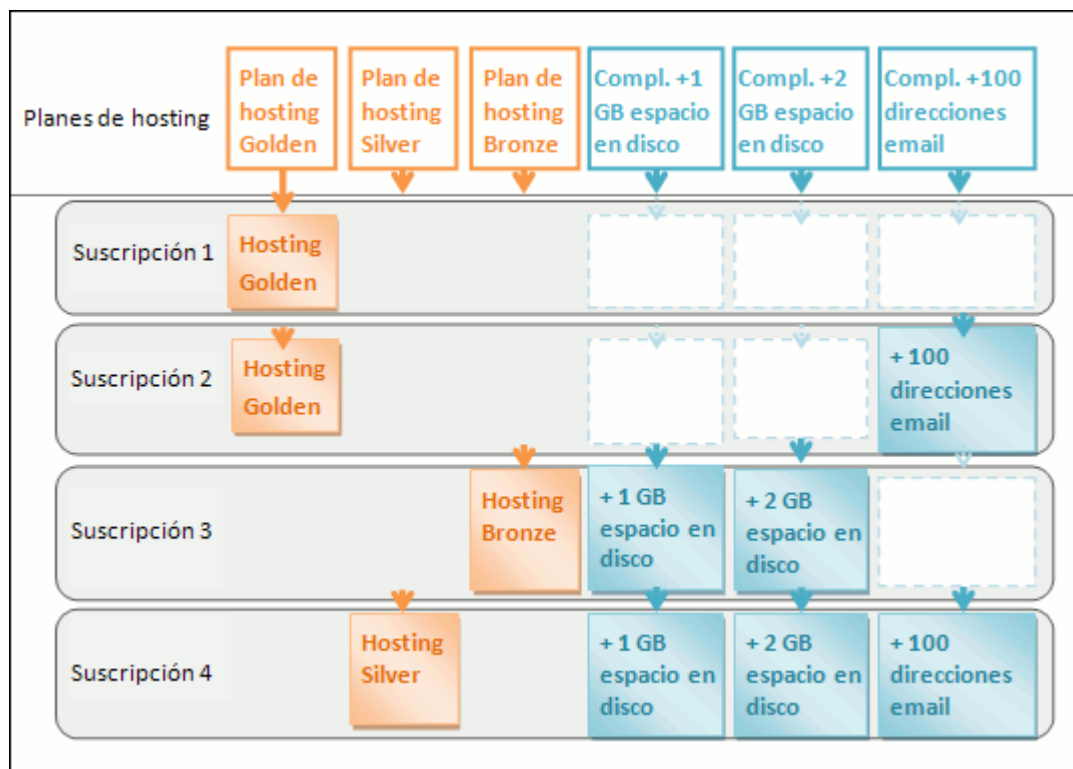 Planes de hosting
Plan de
hosting
Golden
Plan de
hosting
Silver
Plan de
hosting
Bronze
Compl. +1
GB espacio
en disco
Compl. +2
GB espacio
en disco
Compl. +100
direcciones
email
Suscripción 1
Hosting
Golden
Suscripción 2
Hosting
Golden
+ 100
direcciones
email
Suscripción 3
Hosting
Bronze
+ 1 GB
espacio en
disco
+ 2 GB
espacio en
disco
Suscripción 4
Hosting
Silver
+ 1 GB
espacio en
disco
+ 2 GB
espacio en
disco
+ 100
direcciones
email